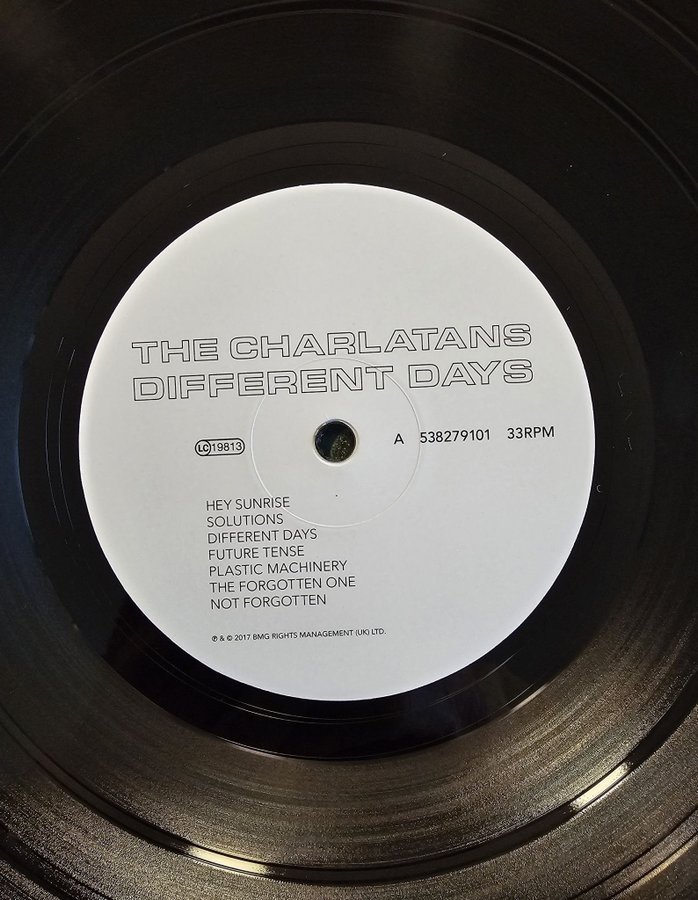 THE CHARLATANS
DIFFERENT DAYS
LC 19813 A 538279101 33RPM
HEY SUNRISE
SOLUTIONS
DIFFERENT DAYS
FUTURE TENSE
PLASTIC MACHINERY
THE FORGOTTEN ONE
NOT FORGOTTEN
℗ & © 2017 BMG RIGHTS MANAGEMENT (UK) LTD.